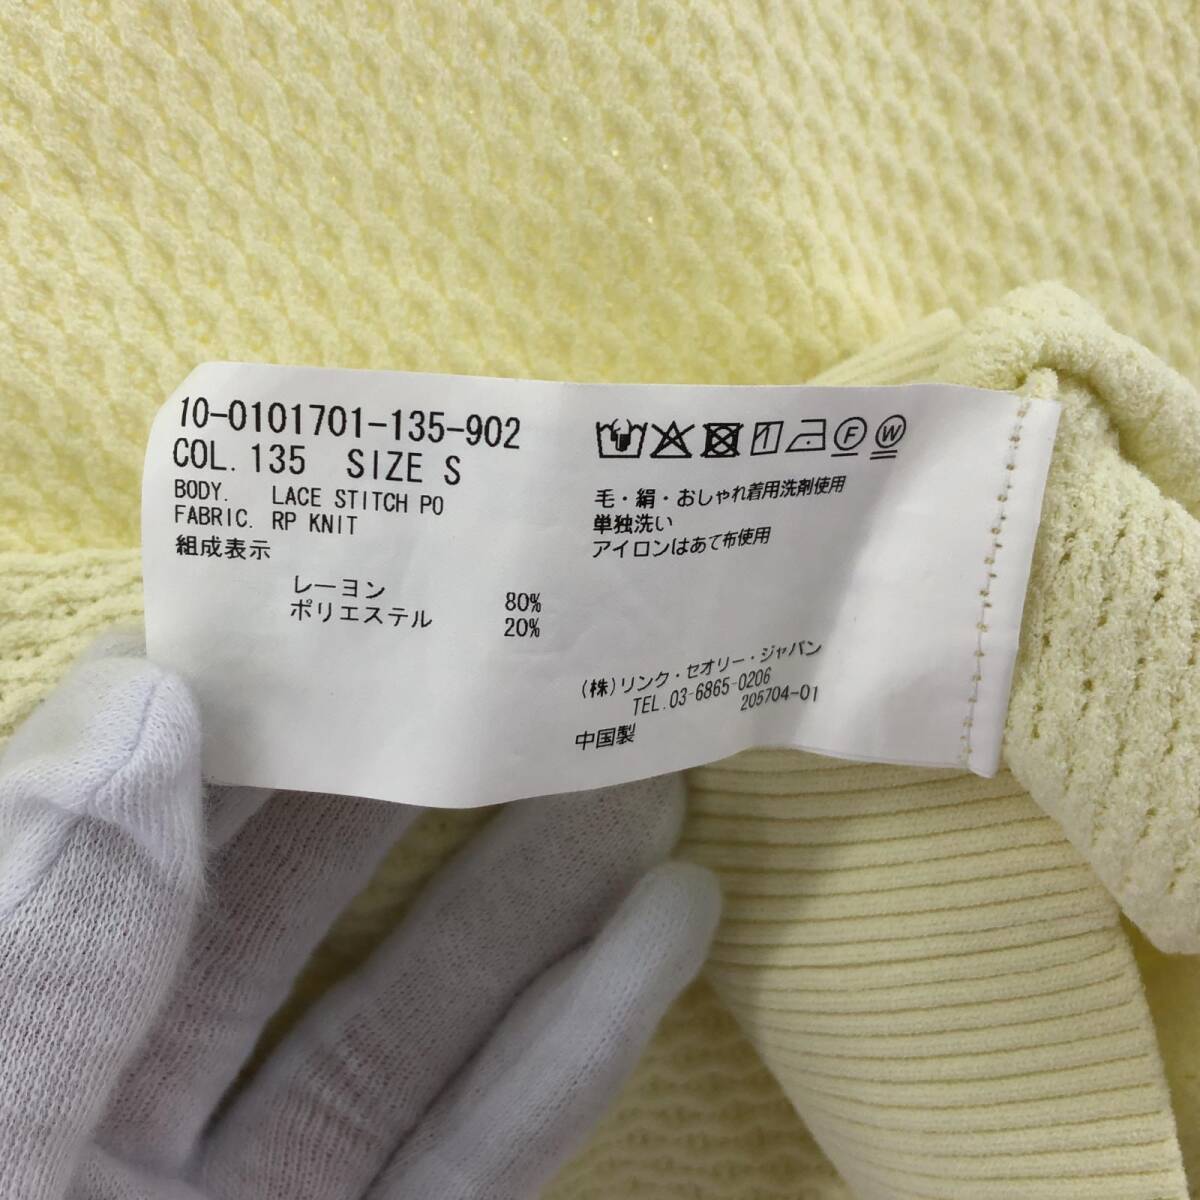 10-0101701-135-902
COL. 135 SIZE S
BODY. LACE STITCH PO
FABRIC. RP KNIT
組成表示
レーヨン 80%
ポリエステル 20%
F W
毛・絹・おしゃれ着用洗剤使用
単独洗い
アイロンはあて布使用
(株)リンク・セオリー・ジャパン
TEL.03-6865-0206
205704-01
中国製